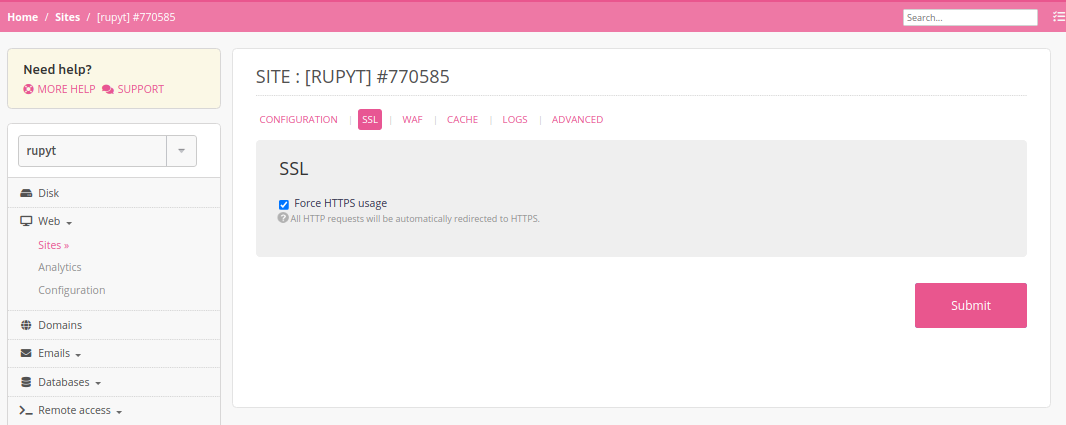 Home / Sites / [rupyt] #770585
Search...
Need help?
MORE HELP SUPPORT
rupyt
Disk
Web
Sites »
Analytics
Configuration
Domains
Emails
Databases
Remote access
SITE : [RUPYT] #770585
CONFIGURATION | SSL | WAF | CACHE | LOGS | ADVANCED
SSL
Force HTTPS usage
All HTTP requests will be automatically redirected to HTTPS.
Submit